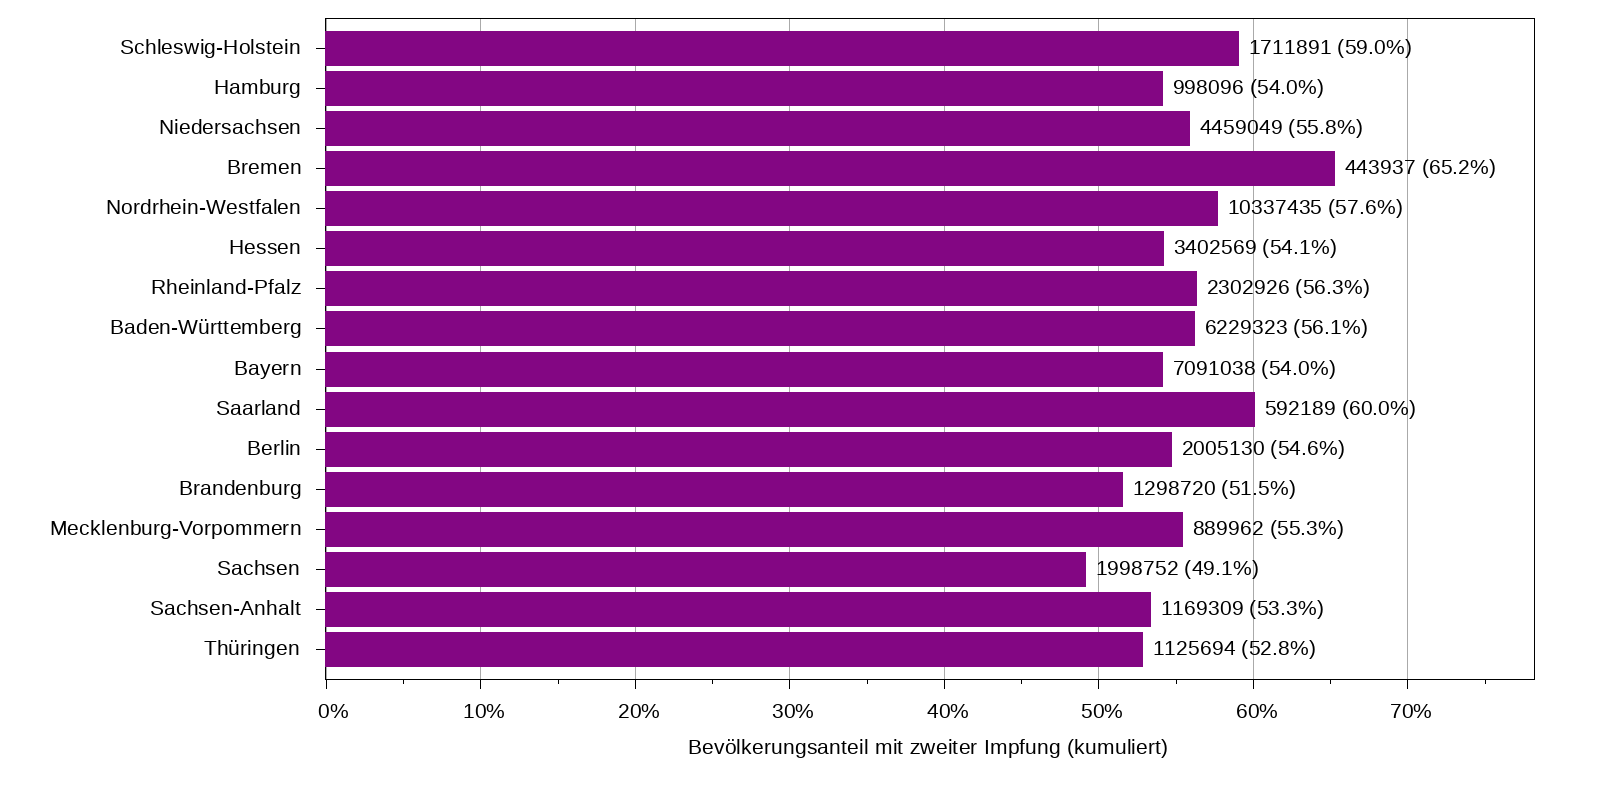 Schleswig-Holstein 1711891 (59.0%)
Hamburg 998096 (54.0%)
Niedersachsen 4459049 (55.8%)
Bremen 443937 (65.2%)
Nordrhein-Westfalen 10337435 (57.6%)
Hessen 3402569 (54.1%)
Rheinland-Pfalz 2302926 (56.3%)
Baden-Württemberg 6229323 (56.1%)
Bayern 7091038 (54.0%)
Saarland 592189 (60.0%)
Berlin 2005130 (54.6%)
Brandenburg 1298720 (51.5%)
Mecklenburg-Vorpommern 889962 (55.3%)
Sachsen 1998752 (49.1%)
Sachsen-Anhalt 1169309 (53.3%)
Thüringen 1125694 (52.8%)
0% 10% 20% 30% 40% 50% 60% 70%
Bevölkerungsanteil mit zweiter Impfung (kumuliert)